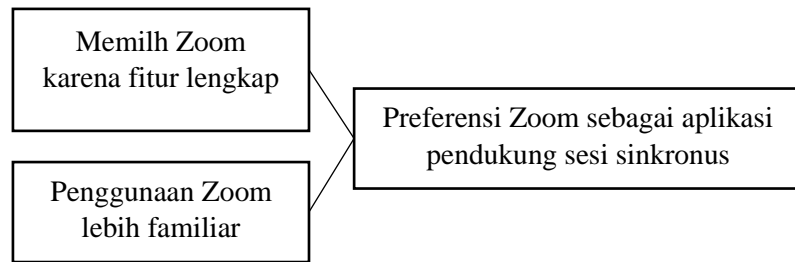 Memilh Zoom
karena fitur lengkap
Preferensi Zoom sebagai aplikasi
pendukung sesi sinkronus
Penggunaan Zoom
lebih familiar